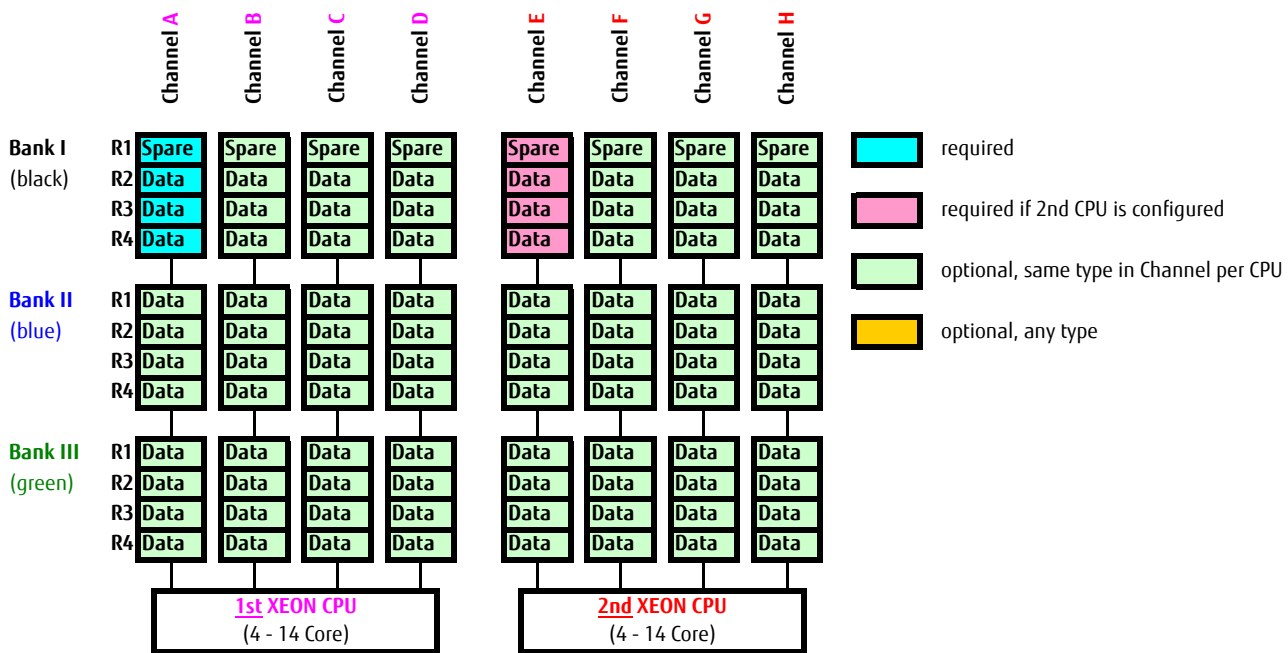 Channel A Channel B Channel C Channel D Channel E Channel F Channel G Channel H
Bank I R1 Spare Spare Spare Spare Spare Spare Spare Spare required
(black) R2 Data Data Data Data Data Data Data Data
R3 Data Data Data Data Data Data Data Data required if 2nd CPU is configured
R4 Data Data Data Data Data Data Data Data
optional, same type in Channel per CPU
Bank II R1 Data Data Data Data Data Data Data Data
(blue) R2 Data Data Data Data Data Data Data Data optional, any type
R3 Data Data Data Data Data Data Data Data
R4 Data Data Data Data Data Data Data Data
Bank III R1 Data Data Data Data Data Data Data Data
(green) R2 Data Data Data Data Data Data Data Data
R3 Data Data Data Data Data Data Data Data
R4 Data Data Data Data Data Data Data Data
1st XEON CPU 2nd XEON CPU
(4 - 14 Core) (4 - 14 Core)